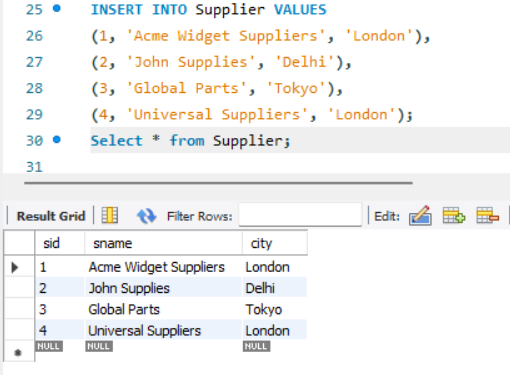 25 INSERT INTO Supplier VALUES
26 (1, 'Acme Widget Suppliers', 'London'),
27 (2, 'John Supplies', 'Delhi'),
28 (3, 'Global Parts', 'Tokyo'),
29 (4, 'Universal Suppliers', 'London');
30 Select * from Supplier;
31
Result Grid Filter Rows: Edit:
sid sname city
1 Acme Widget Suppliers London
2 John Supplies Delhi
3 Global Parts Tokyo
4 Universal Suppliers London
NULL NULL NULL